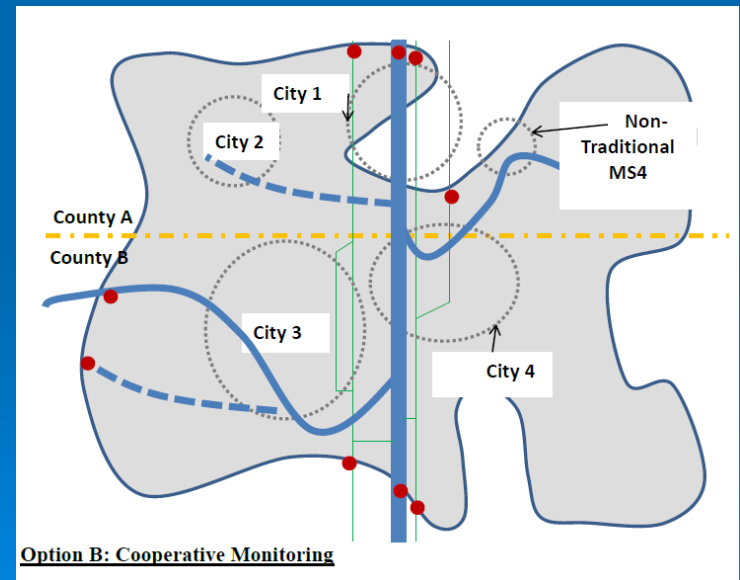 City 1
City 2
Non-
Traditional
MS4
County A
County B
City 3
City 4
Option B: Cooperative Monitoring